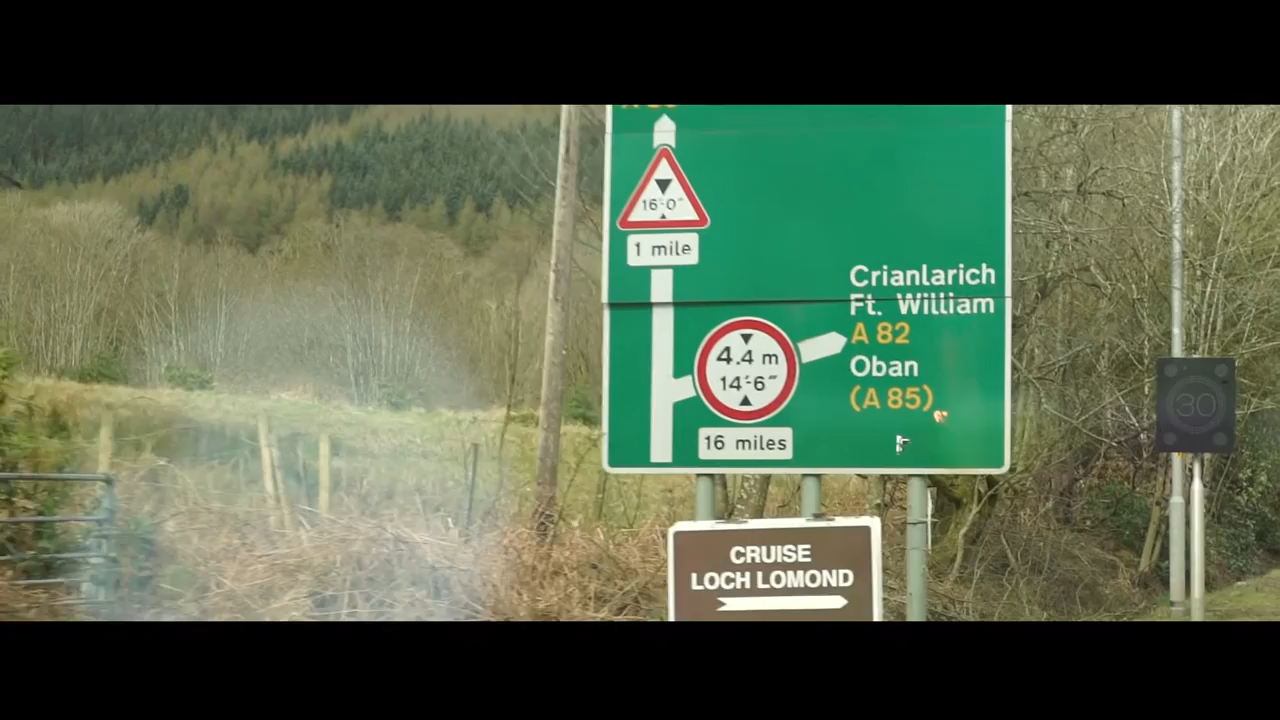 16'-0"
1 mile
Crianlarich
Ft. William
A 82
Oban
(A 85)
4.4 m
14'-6"
16 miles
30
CRUISE
LOCH LOMOND